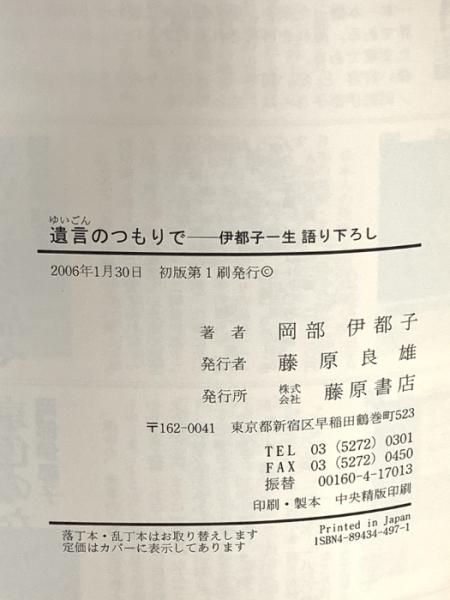 ゆいごん
遺言のつもりで――伊都子一生 語り下ろし
2006年1月30日　初版第1刷発行©
著者　岡部　伊都子
発行者　藤原良雄
発行所　株式会社　藤原書店
〒162-0041　東京都新宿区早稲田鶴巻町523
TEL　03 (5272) 0301
FAX　03 (5272) 0450
振替　00160-4-17013
印刷・製本　中央精版印刷
落丁本・乱丁本はお取り替えします
定価はカバーに表示してあります
Printed in Japan
ISBN4-89434-497-1